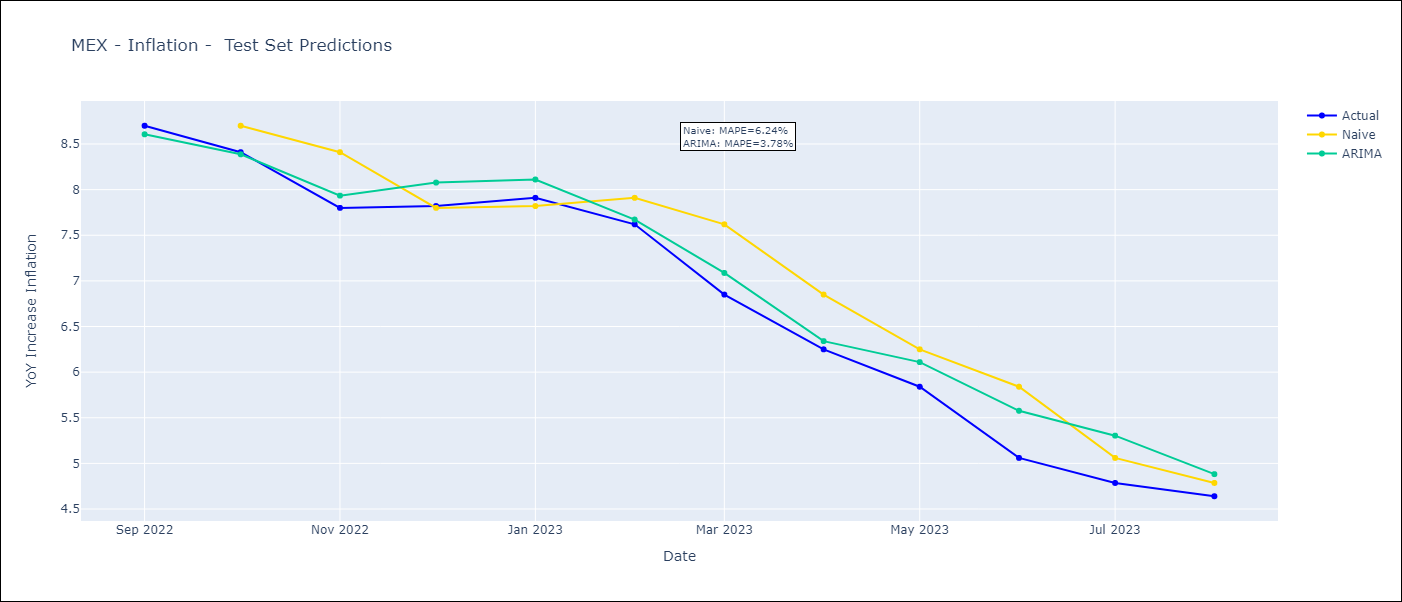 MEX - Inflation -  Test Set Predictions
Actual
Naive
ARIMA
Naive: MAPE=6.24%
ARIMA: MAPE=3.78%
YoY Increase Inflation
8.5
8
7.5
7
6.5
6
5.5
5
4.5
Sep 2022
Nov 2022
Jan 2023
Mar 2023
May 2023
Jul 2023
Date